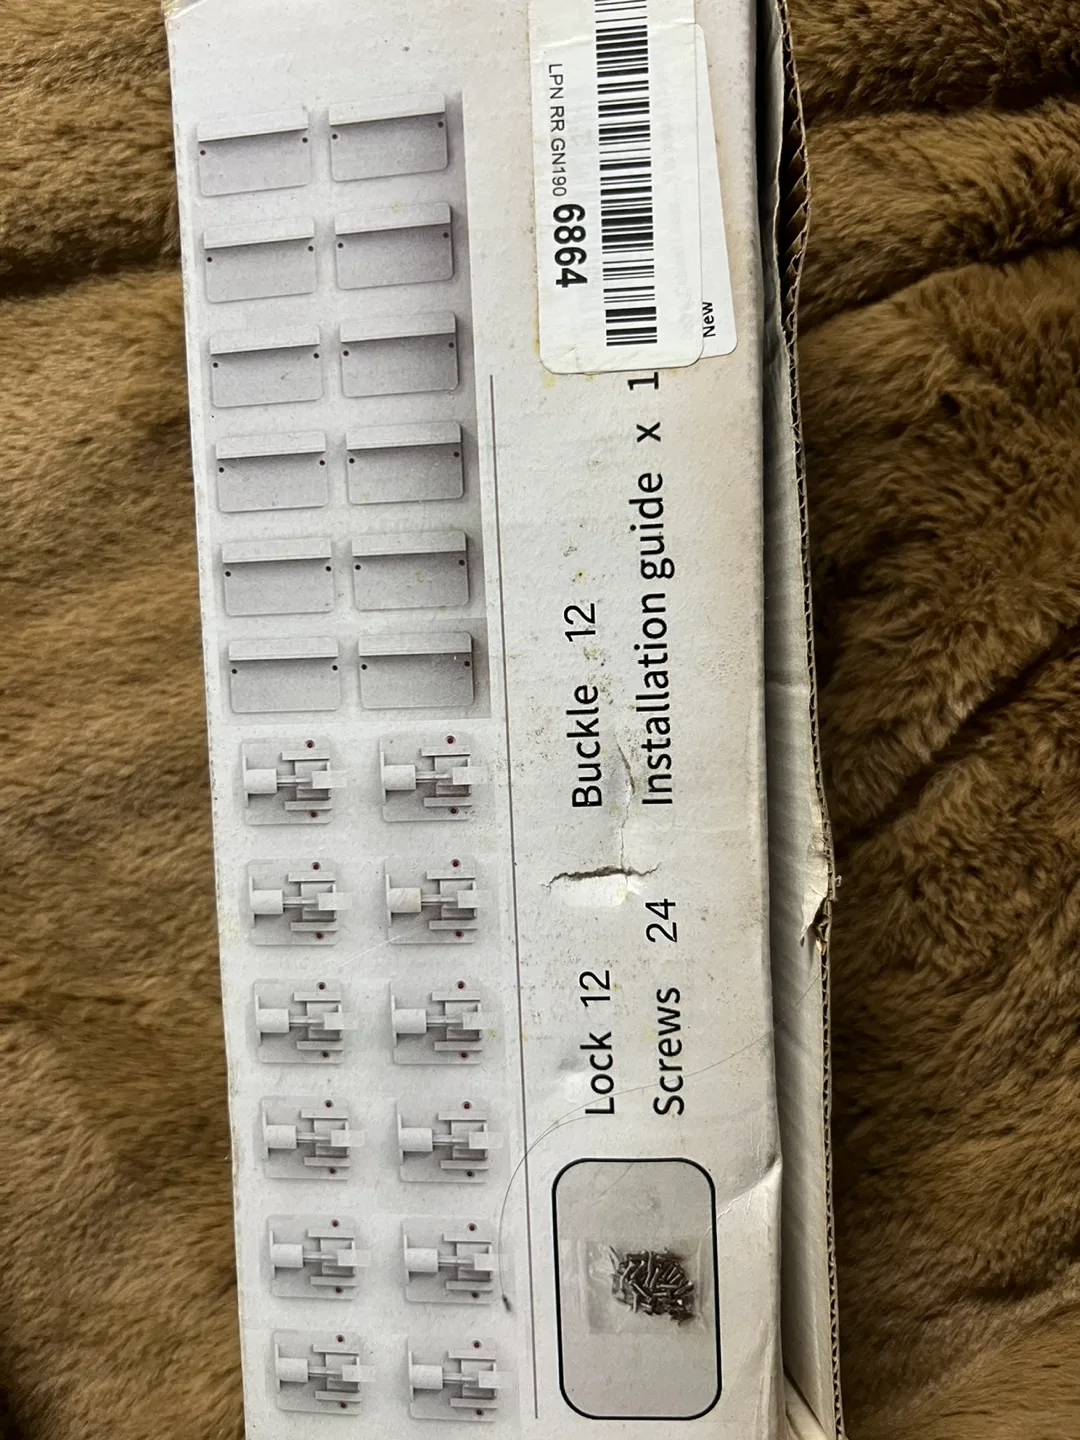 LPN RR GN190 6864
New
Lock 12 Buckle 12
Screws 24 Installation guide x 1